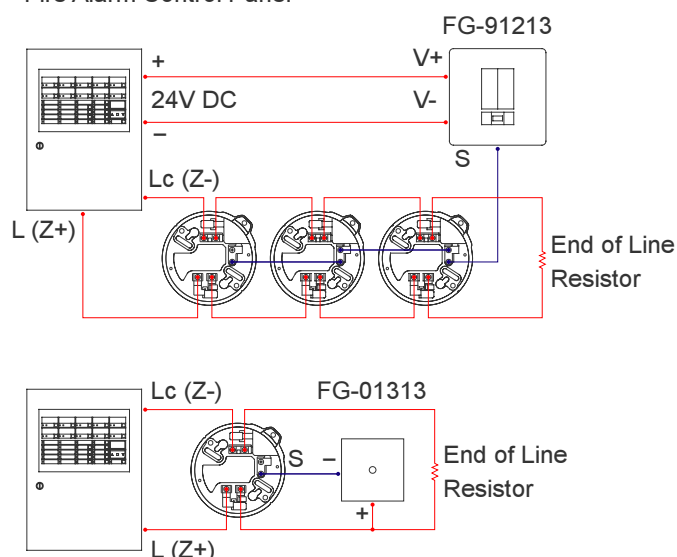 Fire Alarm Control Panel
FG-91213
+
V+
24V DC
V-
–
S
Lc (Z-)
L (Z+)
End of Line
Resistor
Lc (Z-)
FG-01313
S
–
End of Line
Resistor
+
L (Z+)